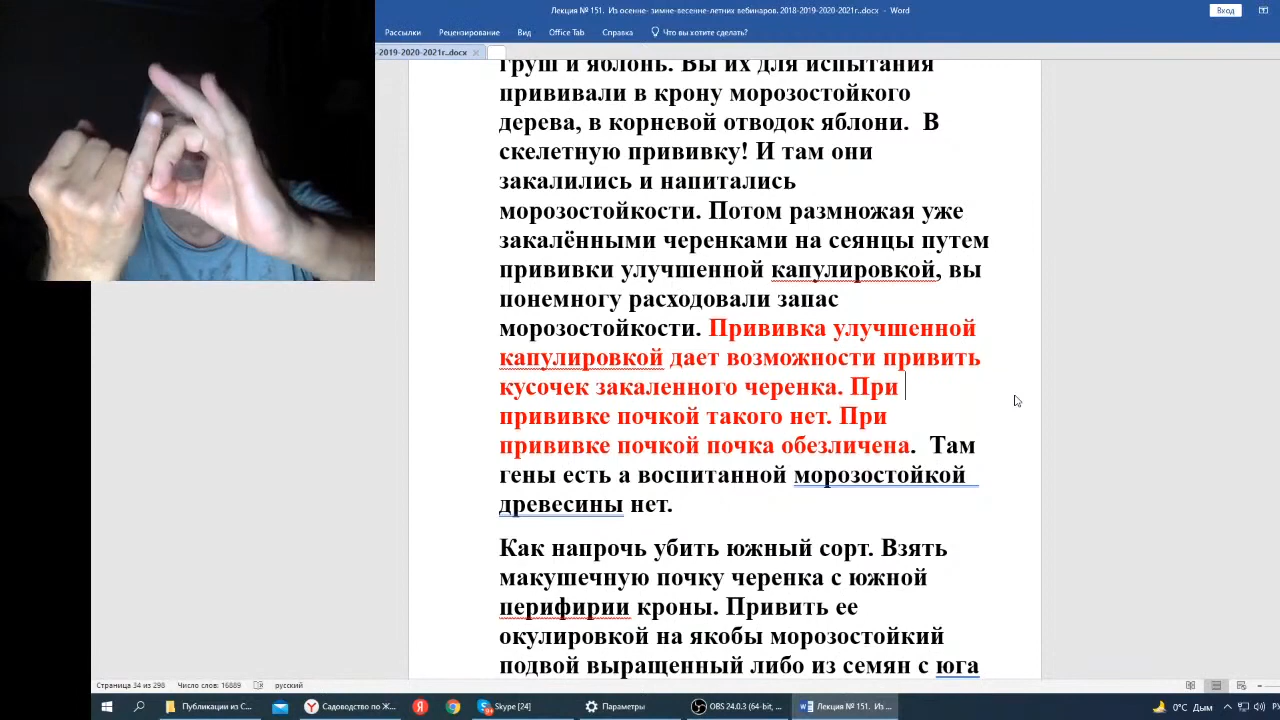 Лекция № 151. Из осенне- зимне-весенне-летних вебинаров. 2018-2019-2020-2021г..docx - Word
Вход
Рассылки Рецензирование Вид Office Tab Справка Что вы хотите сделать?
-2019-2020-2021г..docx
груш и яблонь. Вы их для испытания
прививали в крону морозостойкого
дерева, в корневой отводок яблони. В
скелетную прививку! И там они
закалились и напитались
морозостойкости. Потом размножая уже
закалёнными черенками на сеянцы путем
прививки улучшенной капулировкой, вы
понемногу расходовали запас
морозостойкости. Прививка улучшенной
капулировкой дает возможности привить
кусочек закаленного черенка. При
прививке почкой такого нет. При
прививке почкой почка обезличена. Там
гены есть а воспитанной морозостойкой
древесины нет.
Как напрочь убить южный сорт. Взять
макушечную почку черенка с южной
перифирии кроны. Привить ее
окулировкой на якобы морозостойкий
подвой выращенный либо из семян с юга
Страница 34 из 298 Число слов: 16889 русский
Публикации из С... Садоводство по Ж... Skype [24] Параметры OBS 24.0.3 (64-bit, ... Лекция № 151. Из ... 0°C Дым